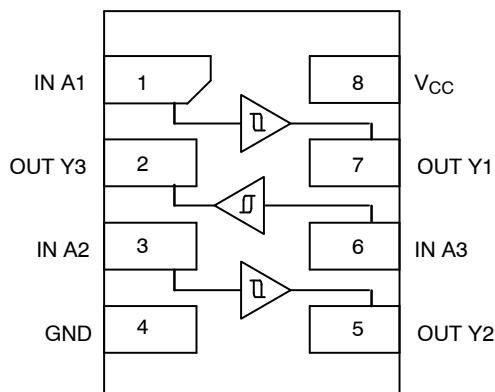 IN A1 1 8 VCC
OUT Y3 2 7 OUT Y1
IN A2 3 6 IN A3
GND 4 5 OUT Y2